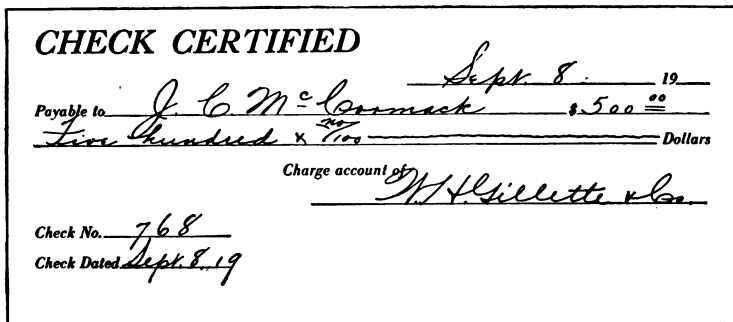 CHECK CERTIFIED
Sept. 8. 19
Payable to J. C. McCormack $500 00
Five hundred & no/100 Dollars
Charge account of W. H. Gillette & Co.
Check No. 768
Check Dated Sept. 8, 19